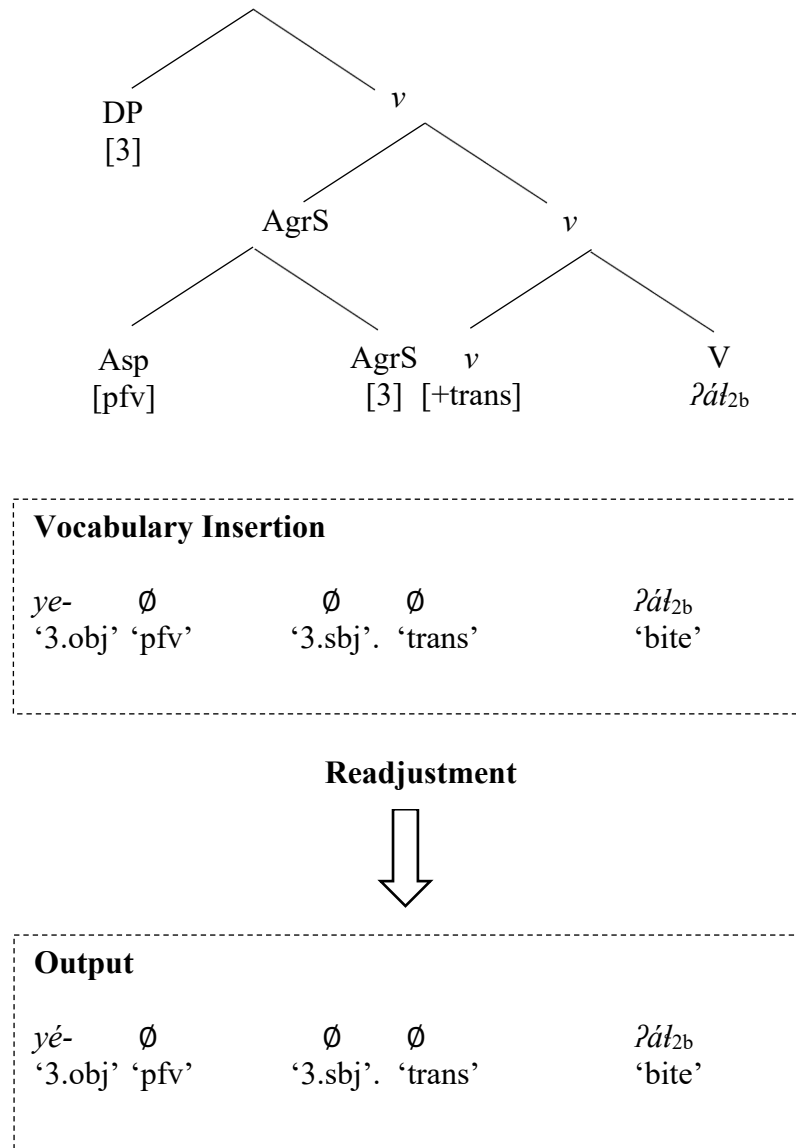 v
DP
[3]
AgrS v
Asp AgrS v V
[pfv] [3] [+trans] ʔáɬ2b
Vocabulary Insertion
ye- Ø Ø Ø ʔáɬ2b
‘3.obj’ ‘pfv’ ‘3.sbj’. ‘trans’ ‘bite’
Readjustment
Output
yé- Ø Ø Ø ʔáɬ2b
‘3.obj’ ‘pfv’ ‘3.sbj’. ‘trans’ ‘bite’